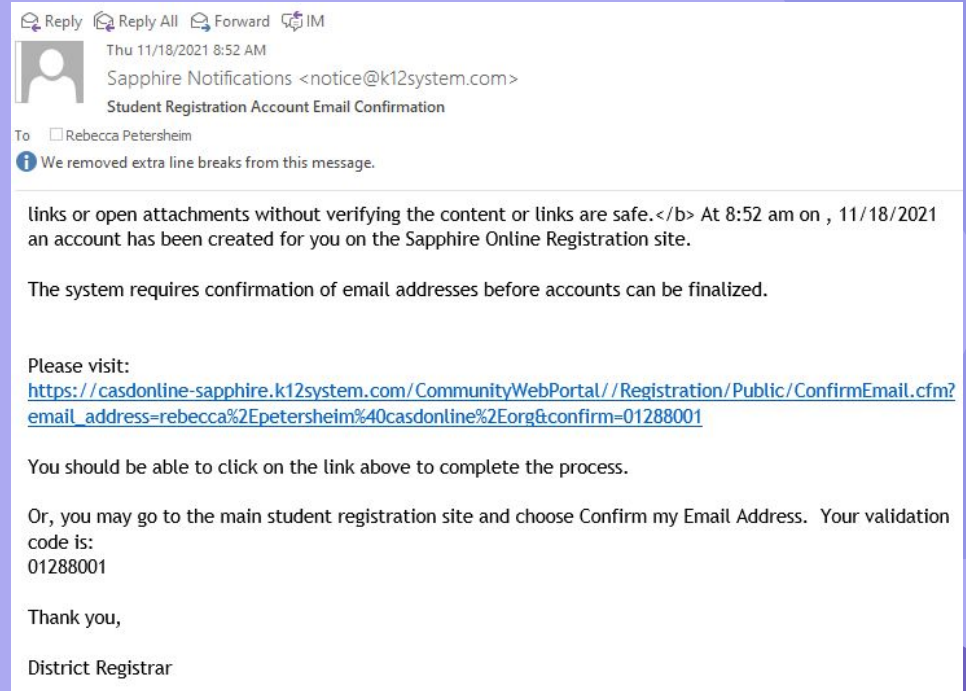 Reply Reply All Forward IM
Thu 11/18/2021 8:52 AM
Sapphire Notifications <notice@k12system.com>
Student Registration Account Email Confirmation
To Rebecca Petersheim
We removed extra line breaks from this message.
links or open attachments without verifying the content or links are safe.</b> At 8:52 am on , 11/18/2021
an account has been created for you on the Sapphire Online Registration site.
The system requires confirmation of email addresses before accounts can be finalized.
Please visit:
https://casdonline-sapphire.k12system.com/CommunityWebPortal//Registration/Public/ConfirmEmail.cfm?
email_address=rebecca%2Epetersheim%40casdonline%2Eorg&confirm=01288001
You should be able to click on the link above to complete the process.
Or, you may go to the main student registration site and choose Confirm my Email Address.  Your validation
code is:
01288001
Thank you,
District Registrar